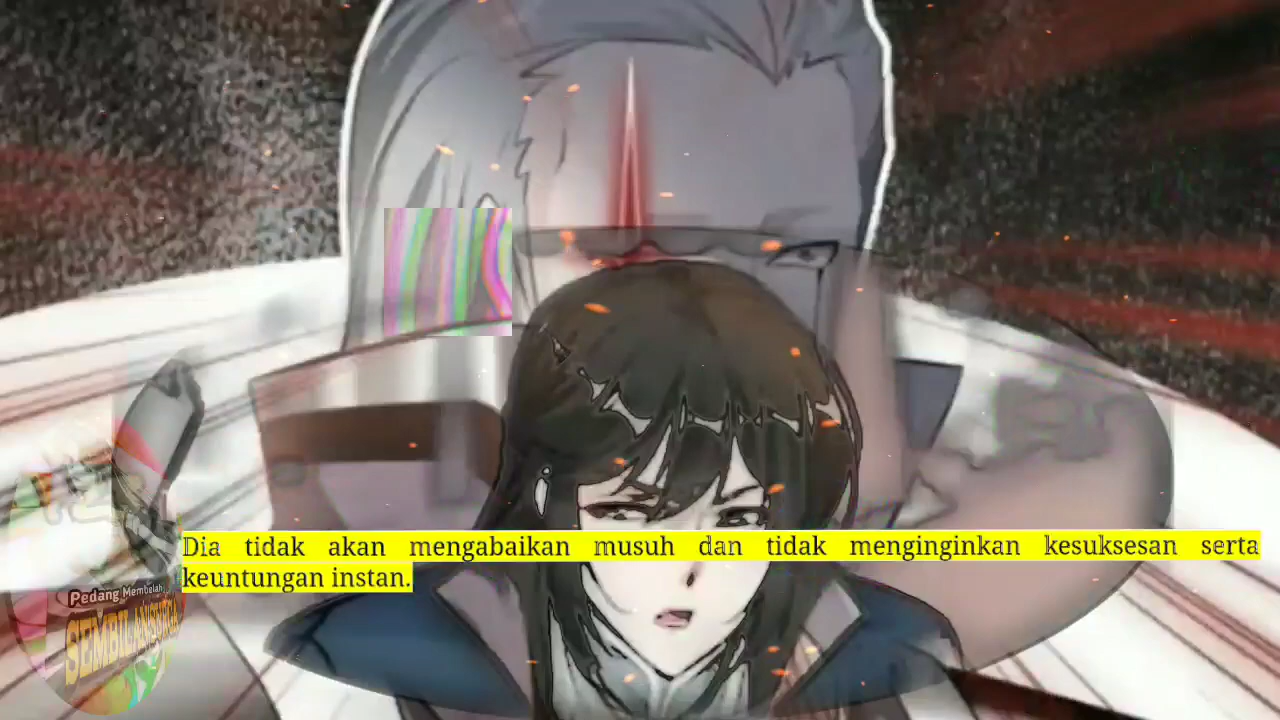 Dia tidak akan mengabaikan musuh dan tidak menginginkan kesuksesan serta
keuntungan instan.
Pedang Membelah
SEMBILAN SURGA